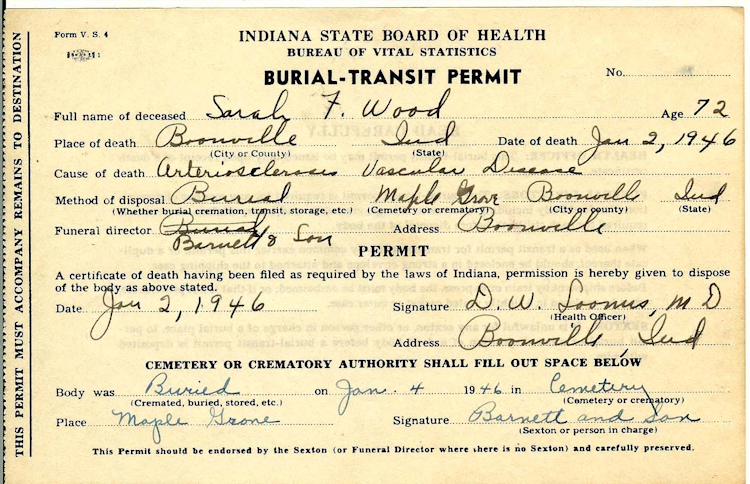 Form V. S. 4
INDIANA STATE BOARD OF HEALTH
BUREAU OF VITAL STATISTICS
BURIAL-TRANSIT PERMIT
No.
Full name of deceased Sarah F. Wood Age 72
Place of death Boonville Ind Date of death Jan 2, 1946
(City or County) (State)
Cause of death Arteriosclerosis Vascular Disease
Method of disposal Burial Maple Grove Boonville Ind
(Whether burial cremation, transit, storage, etc.) (Cemetery or crematory) (City or county) (State)
Funeral director Burial Address Boonville
Barnett & Son
PERMIT
A certificate of death having been filed as required by the laws of Indiana, permission is hereby given to dispose
of the body as above stated.
Date Jan 2, 1946 Signature D. W. Loomis, M D
(Health Officer)
Address Boonville, Ind
CEMETERY OR CREMATORY AUTHORITY SHALL FILL OUT SPACE BELOW
Body was Buried on Jan. 4 1946 in Cemetery
(Cremated, buried, stored, etc.) (Cemetery or crematory)
Place Maple Grove Signature Barnett and Son
(Sexton or person in charge)
This Permit should be endorsed by the Sexton (or Funeral Director where there is no Sexton) and carefully preserved.
THIS PERMIT MUST ACCOMPANY REMAINS TO DESTINATION